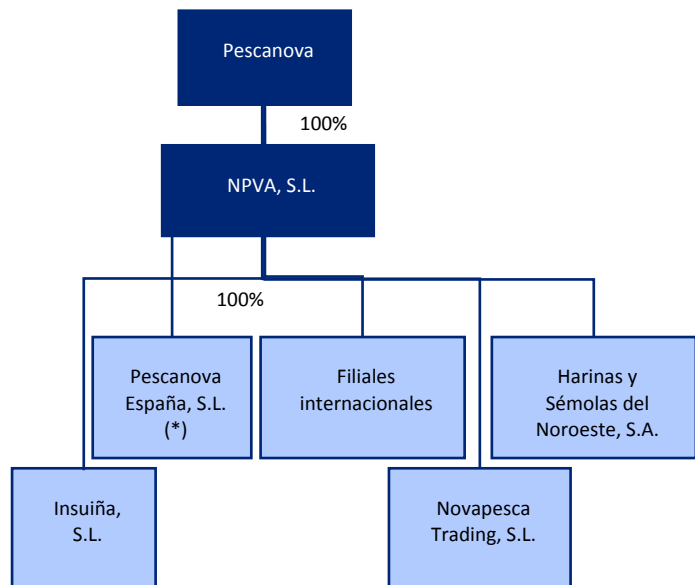 Pescanova
100%
NPVA, S.L.
100%
Pescanova
España, S.L.
(*)
Filiales
internacionales
Harinas y
Sémolas del
Noroeste, S.A.
Insuiña,
S.L.
Novapesca
Trading, S.L.